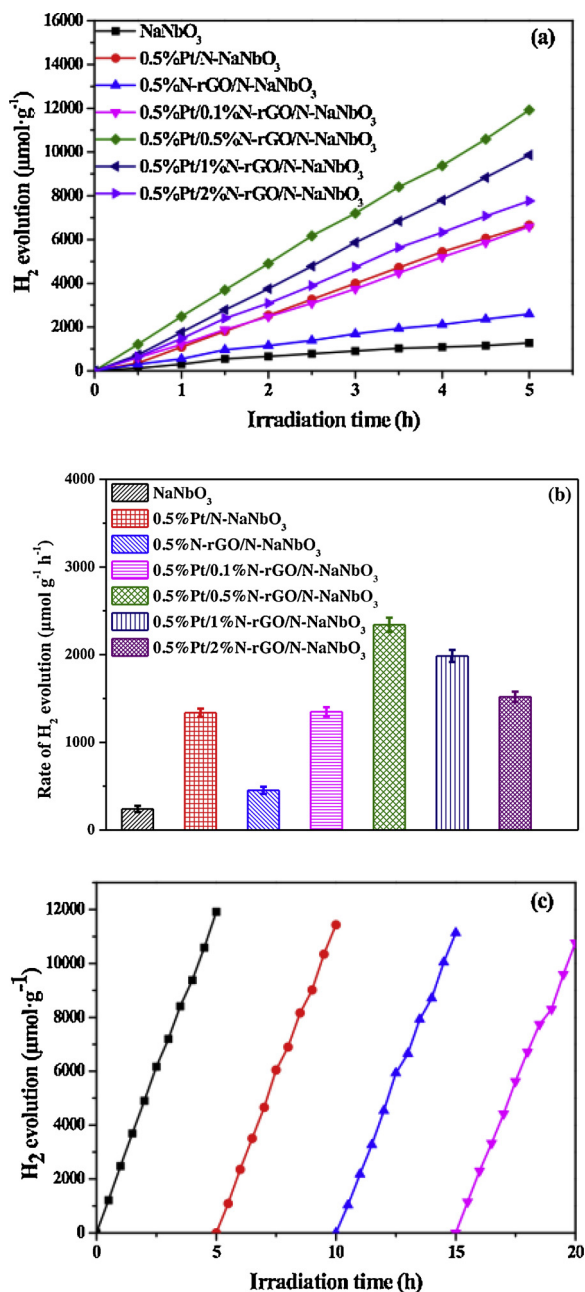 (a)
NaNbO3
0.5%Pt/N-NaNbO3
0.5%N-rGO/N-NaNbO3
0.5%Pt/0.1%N-rGO/N-NaNbO3
0.5%Pt/0.5%N-rGO/N-NaNbO3
0.5%Pt/1%N-rGO/N-NaNbO3
0.5%Pt/2%N-rGO/N-NaNbO3
H2 evolution (μmol·g-1)
16000
14000
12000
10000
8000
6000
4000
2000
0
0 1 2 3 4 5
Irradiation time (h)
(b)
NaNbO3
0.5%Pt/N-NaNbO3
0.5%N-rGO/N-NaNbO3
0.5%Pt/0.1%N-rGO/N-NaNbO3
0.5%Pt/0.5%N-rGO/N-NaNbO3
0.5%Pt/1%N-rGO/N-NaNbO3
0.5%Pt/2%N-rGO/N-NaNbO3
Rate of H2 evolution (μmol g-1 h-1)
4000
3000
2000
1000
0
(c)
H2 evolution (μmol·g-1)
12000
10000
8000
6000
4000
2000
0
0 5 10 15 20
Irradiation time (h)